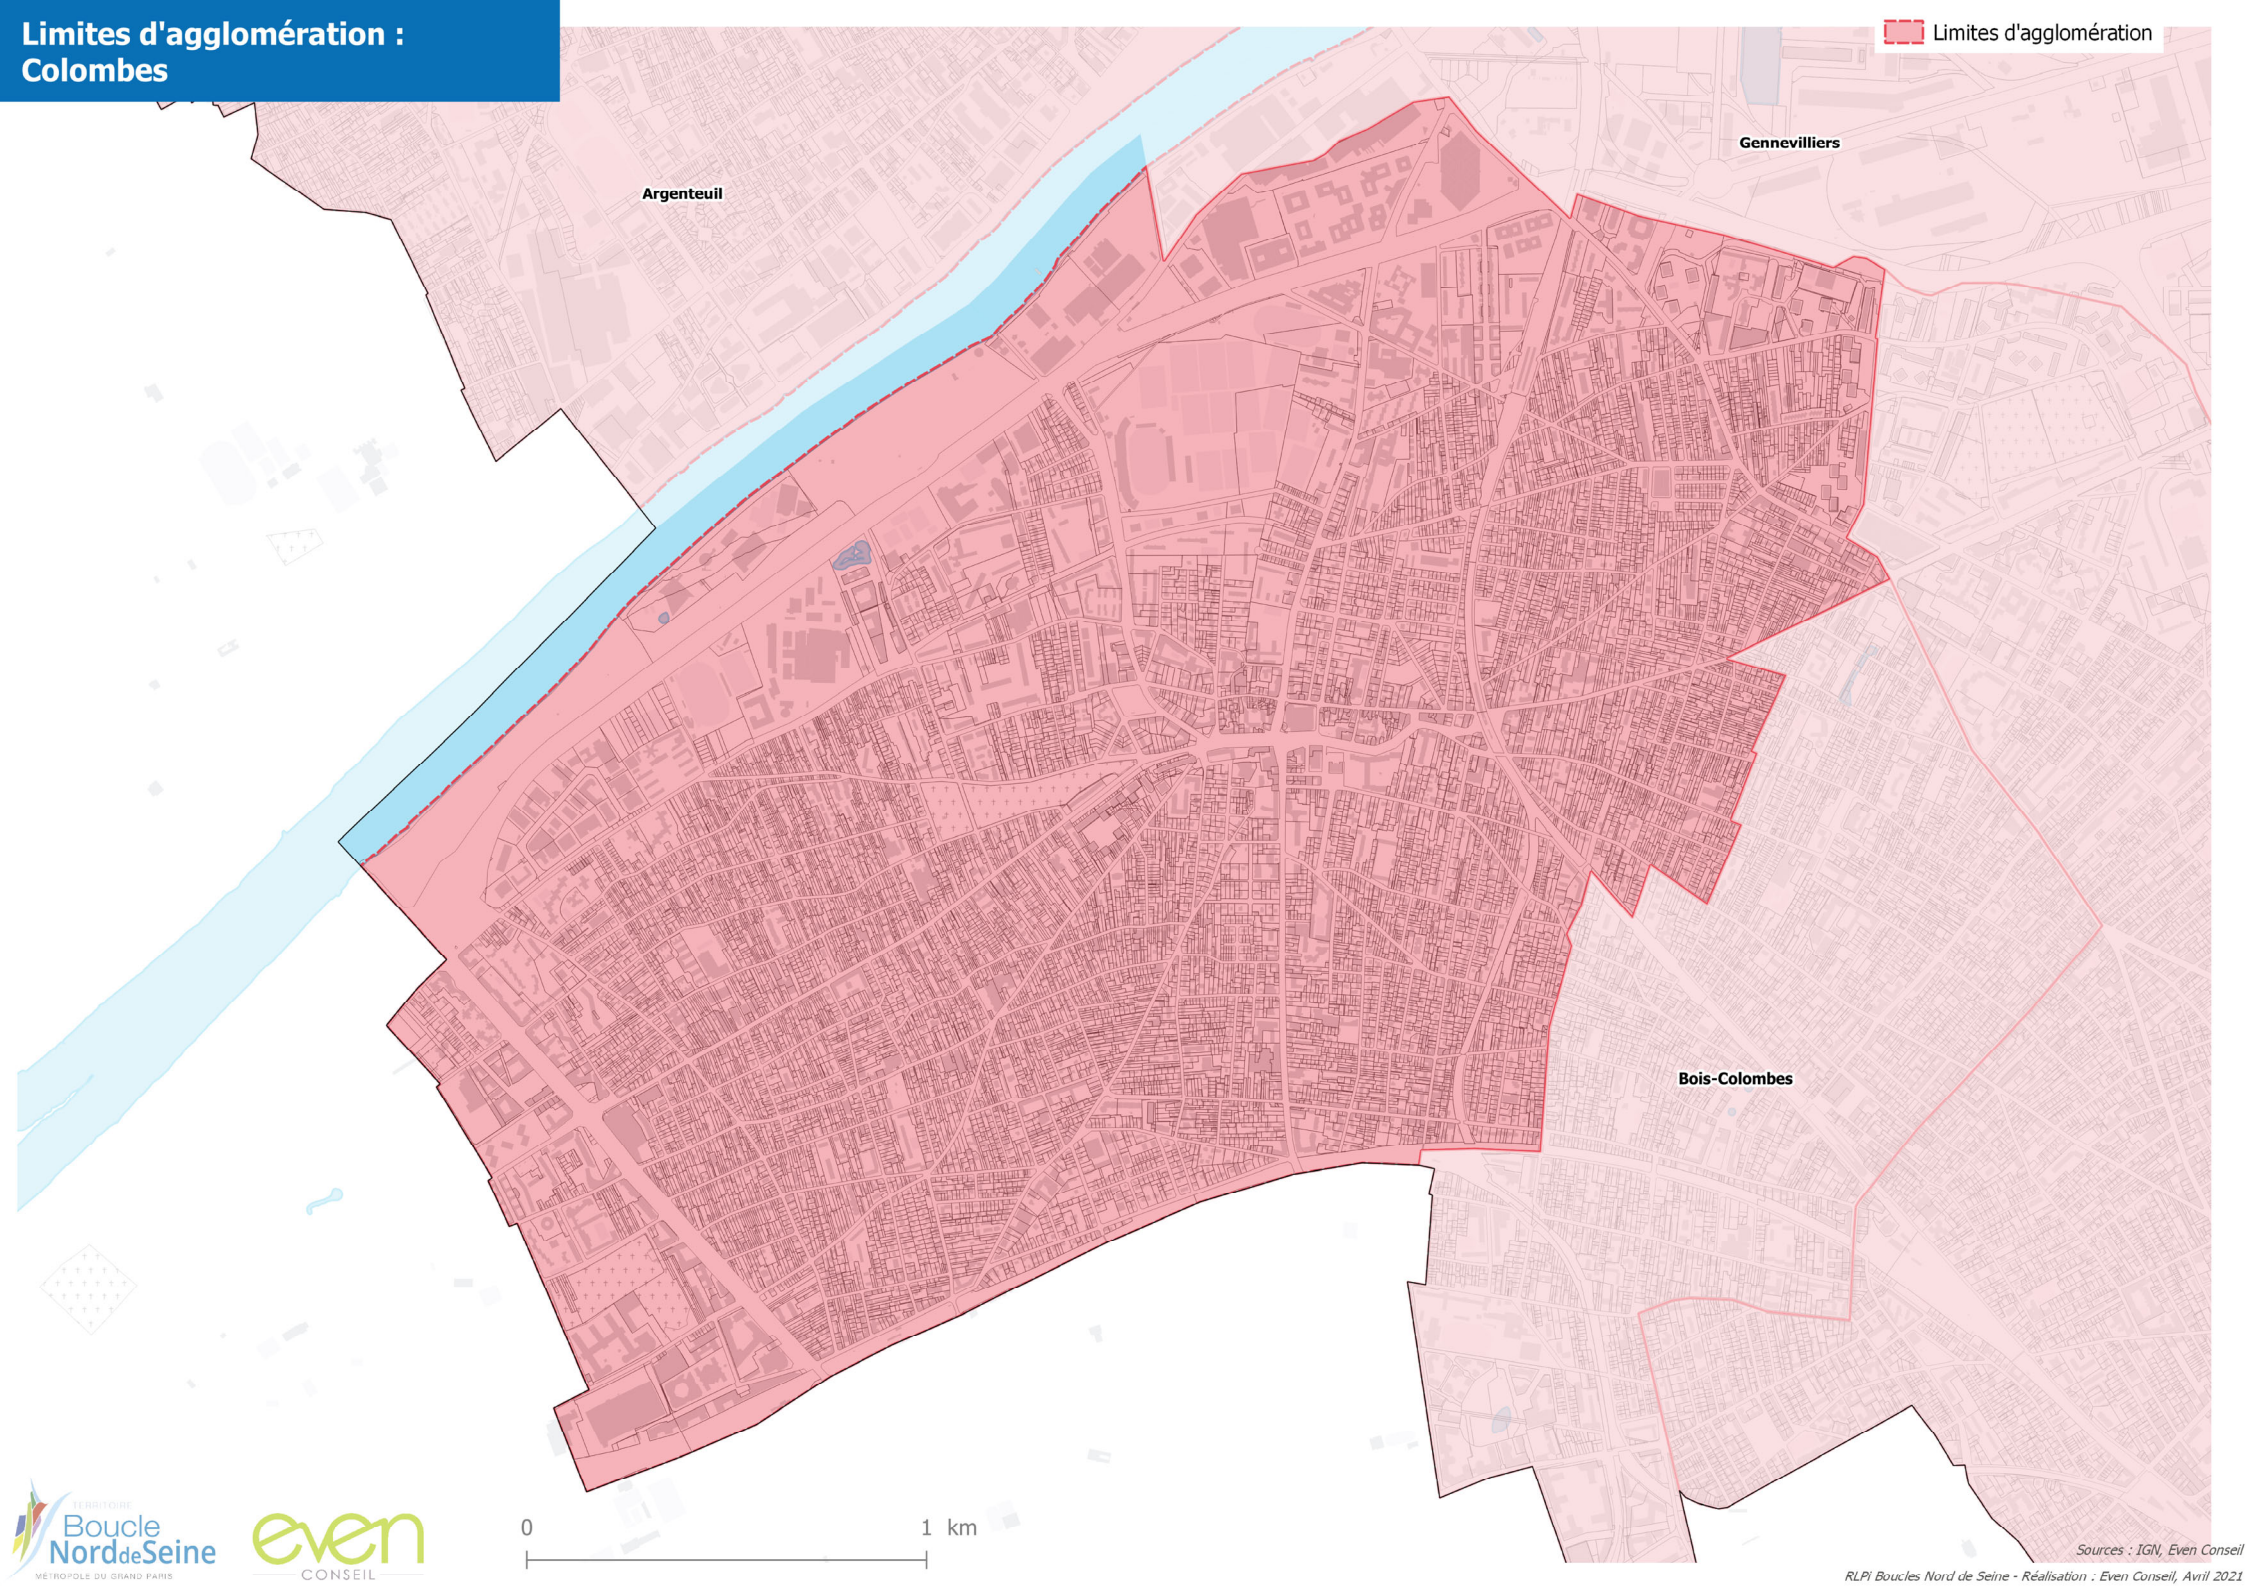 Limites d'agglomération :
Colombes
Limites d'agglomération
Gennevilliers
Argenteuil
Bois-Colombes
TERRITOIRE
Boucle
NorddeSeine
MÉTROPOLE DU GRAND PARIS
even
CONSEIL
0
1 km
Sources : IGN, Even Conseil
RLPi Boucles Nord de Seine - Réalisation : Even Conseil, Avril 2021